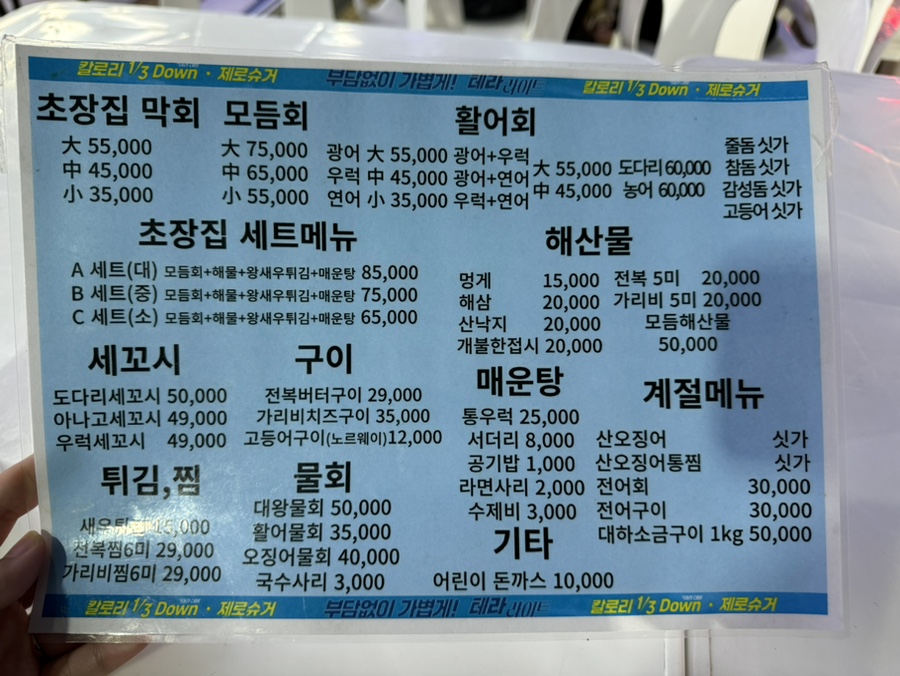 칼로리 1/3 Down · 제로슈거 부담없이 가볍게! 테라 라이트 칼로리 1/3 Down · 제로슈거
초장집 막회
大 55,000
中 45,000
小 35,000
모듬회
大 75,000
中 65,000
小 55,000
활어회
광어 大 55,000
우럭 中 45,000
연어 小 35,000
광어+우럭
광어+연어
우럭+연어
大 55,000
中 45,000
도다리 60,000
농어 60,000
줄돔 싯가
참돔 싯가
감성돔 싯가
고등어 싯가
초장집 세트메뉴
A 세트(대) 모듬회+해물+왕새우튀김+매운탕 85,000
B 세트(중) 모듬회+해물+왕새우튀김+매운탕 75,000
C 세트(소) 모듬회+해물+왕새우튀김+매운탕 65,000
해산물
멍게 15,000
해삼 20,000
산낙지 20,000
개불한접시 20,000
전복 5미 20,000
가리비 5미 20,000
모듬해산물
50,000
세꼬시
도다리세꼬시 50,000
아나고세꼬시 49,000
우럭세꼬시 49,000
구이
전복버터구이 29,000
가리비치즈구이 35,000
고등어구이(노르웨이)12,000
매운탕
통우럭 25,000
서더리 8,000
공기밥 1,000
라면사리 2,000
수제비 3,000
계절메뉴
산오징어 싯가
산오징어통찜 싯가
전어회 30,000
전어구이 30,000
대하소금구이 1kg 50,000
튀김,찜
전복찜6미 29,000
가리비찜6미 29,000
물회
대왕물회 50,000
활어물회 35,000
오징어물회 40,000
국수사리 3,000
기타
어린이 돈까스 10,000
칼로리 1/3 Down · 제로슈거 부담없이 가볍게! 테라 라이트 칼로리 1/3 Down · 제로슈거